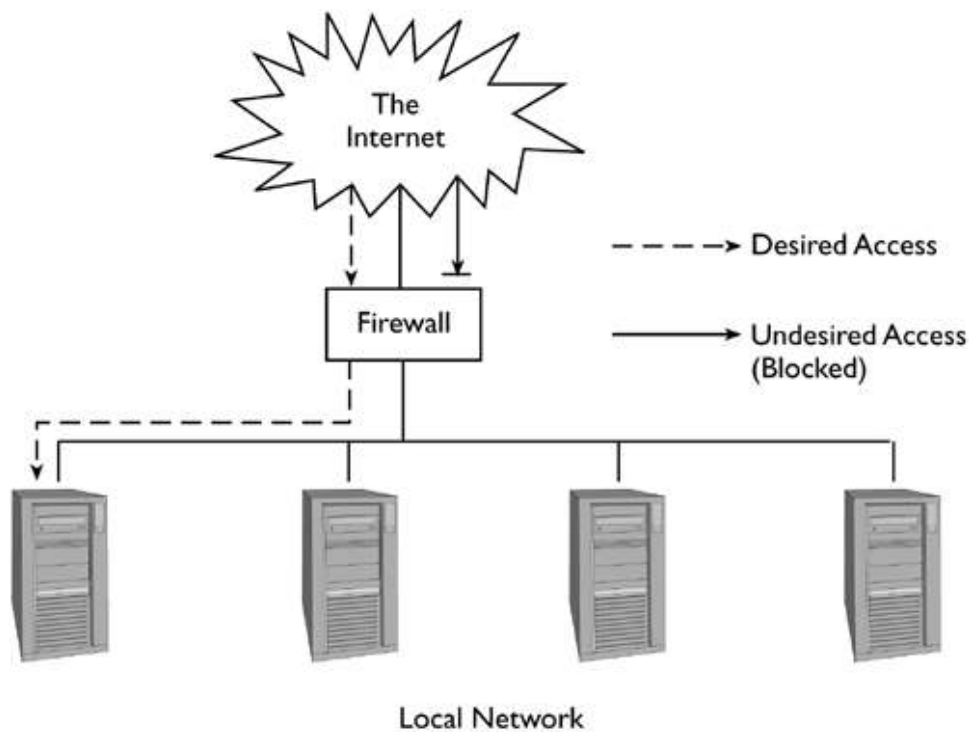 The
Internet
Desired Access
Firewall
Undesired Access
(Blocked)
Local Network